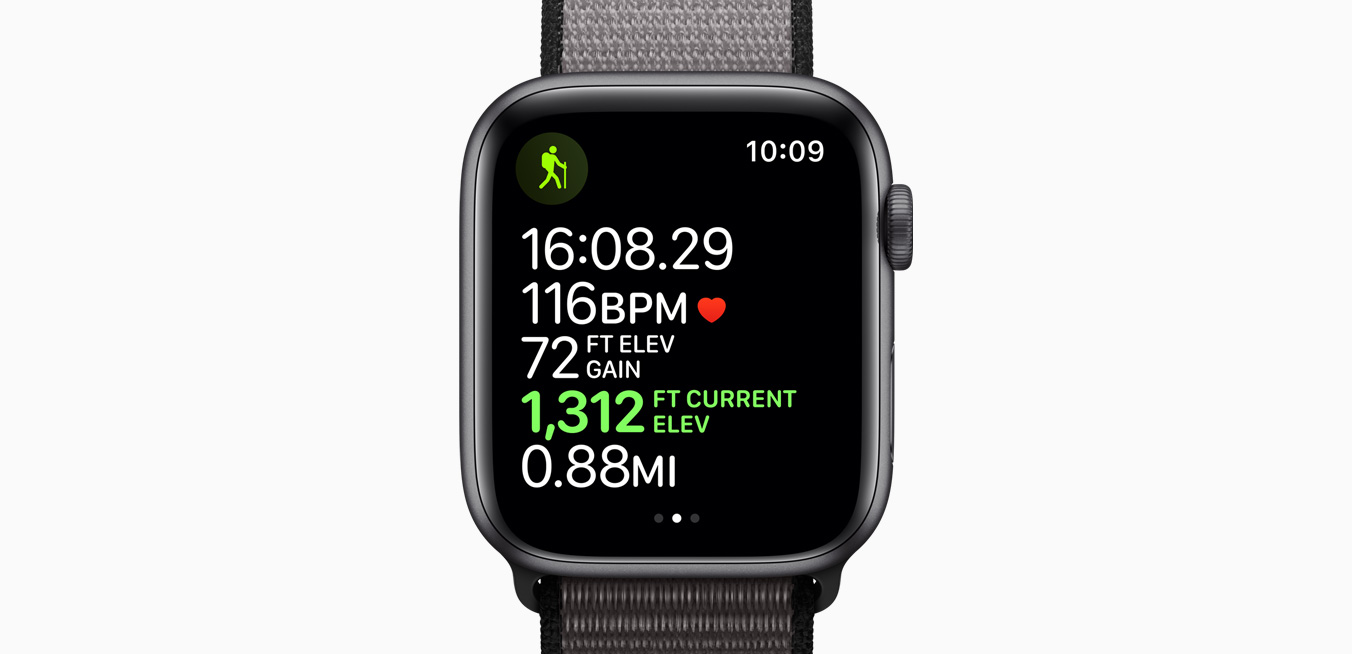 10:09
16:08.29
116BPM
72 FT ELEV
GAIN
1,312 FT CURRENT
ELEV
0.88MI